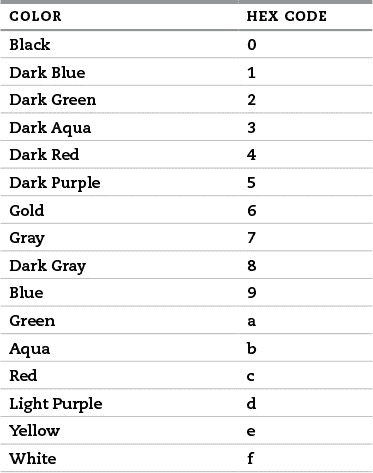 COLOR HEX CODE
Black 0
Dark Blue 1
Dark Green 2
Dark Aqua 3
Dark Red 4
Dark Purple 5
Gold 6
Gray 7
Dark Gray 8
Blue 9
Green a
Aqua b
Red c
Light Purple d
Yellow e
White f